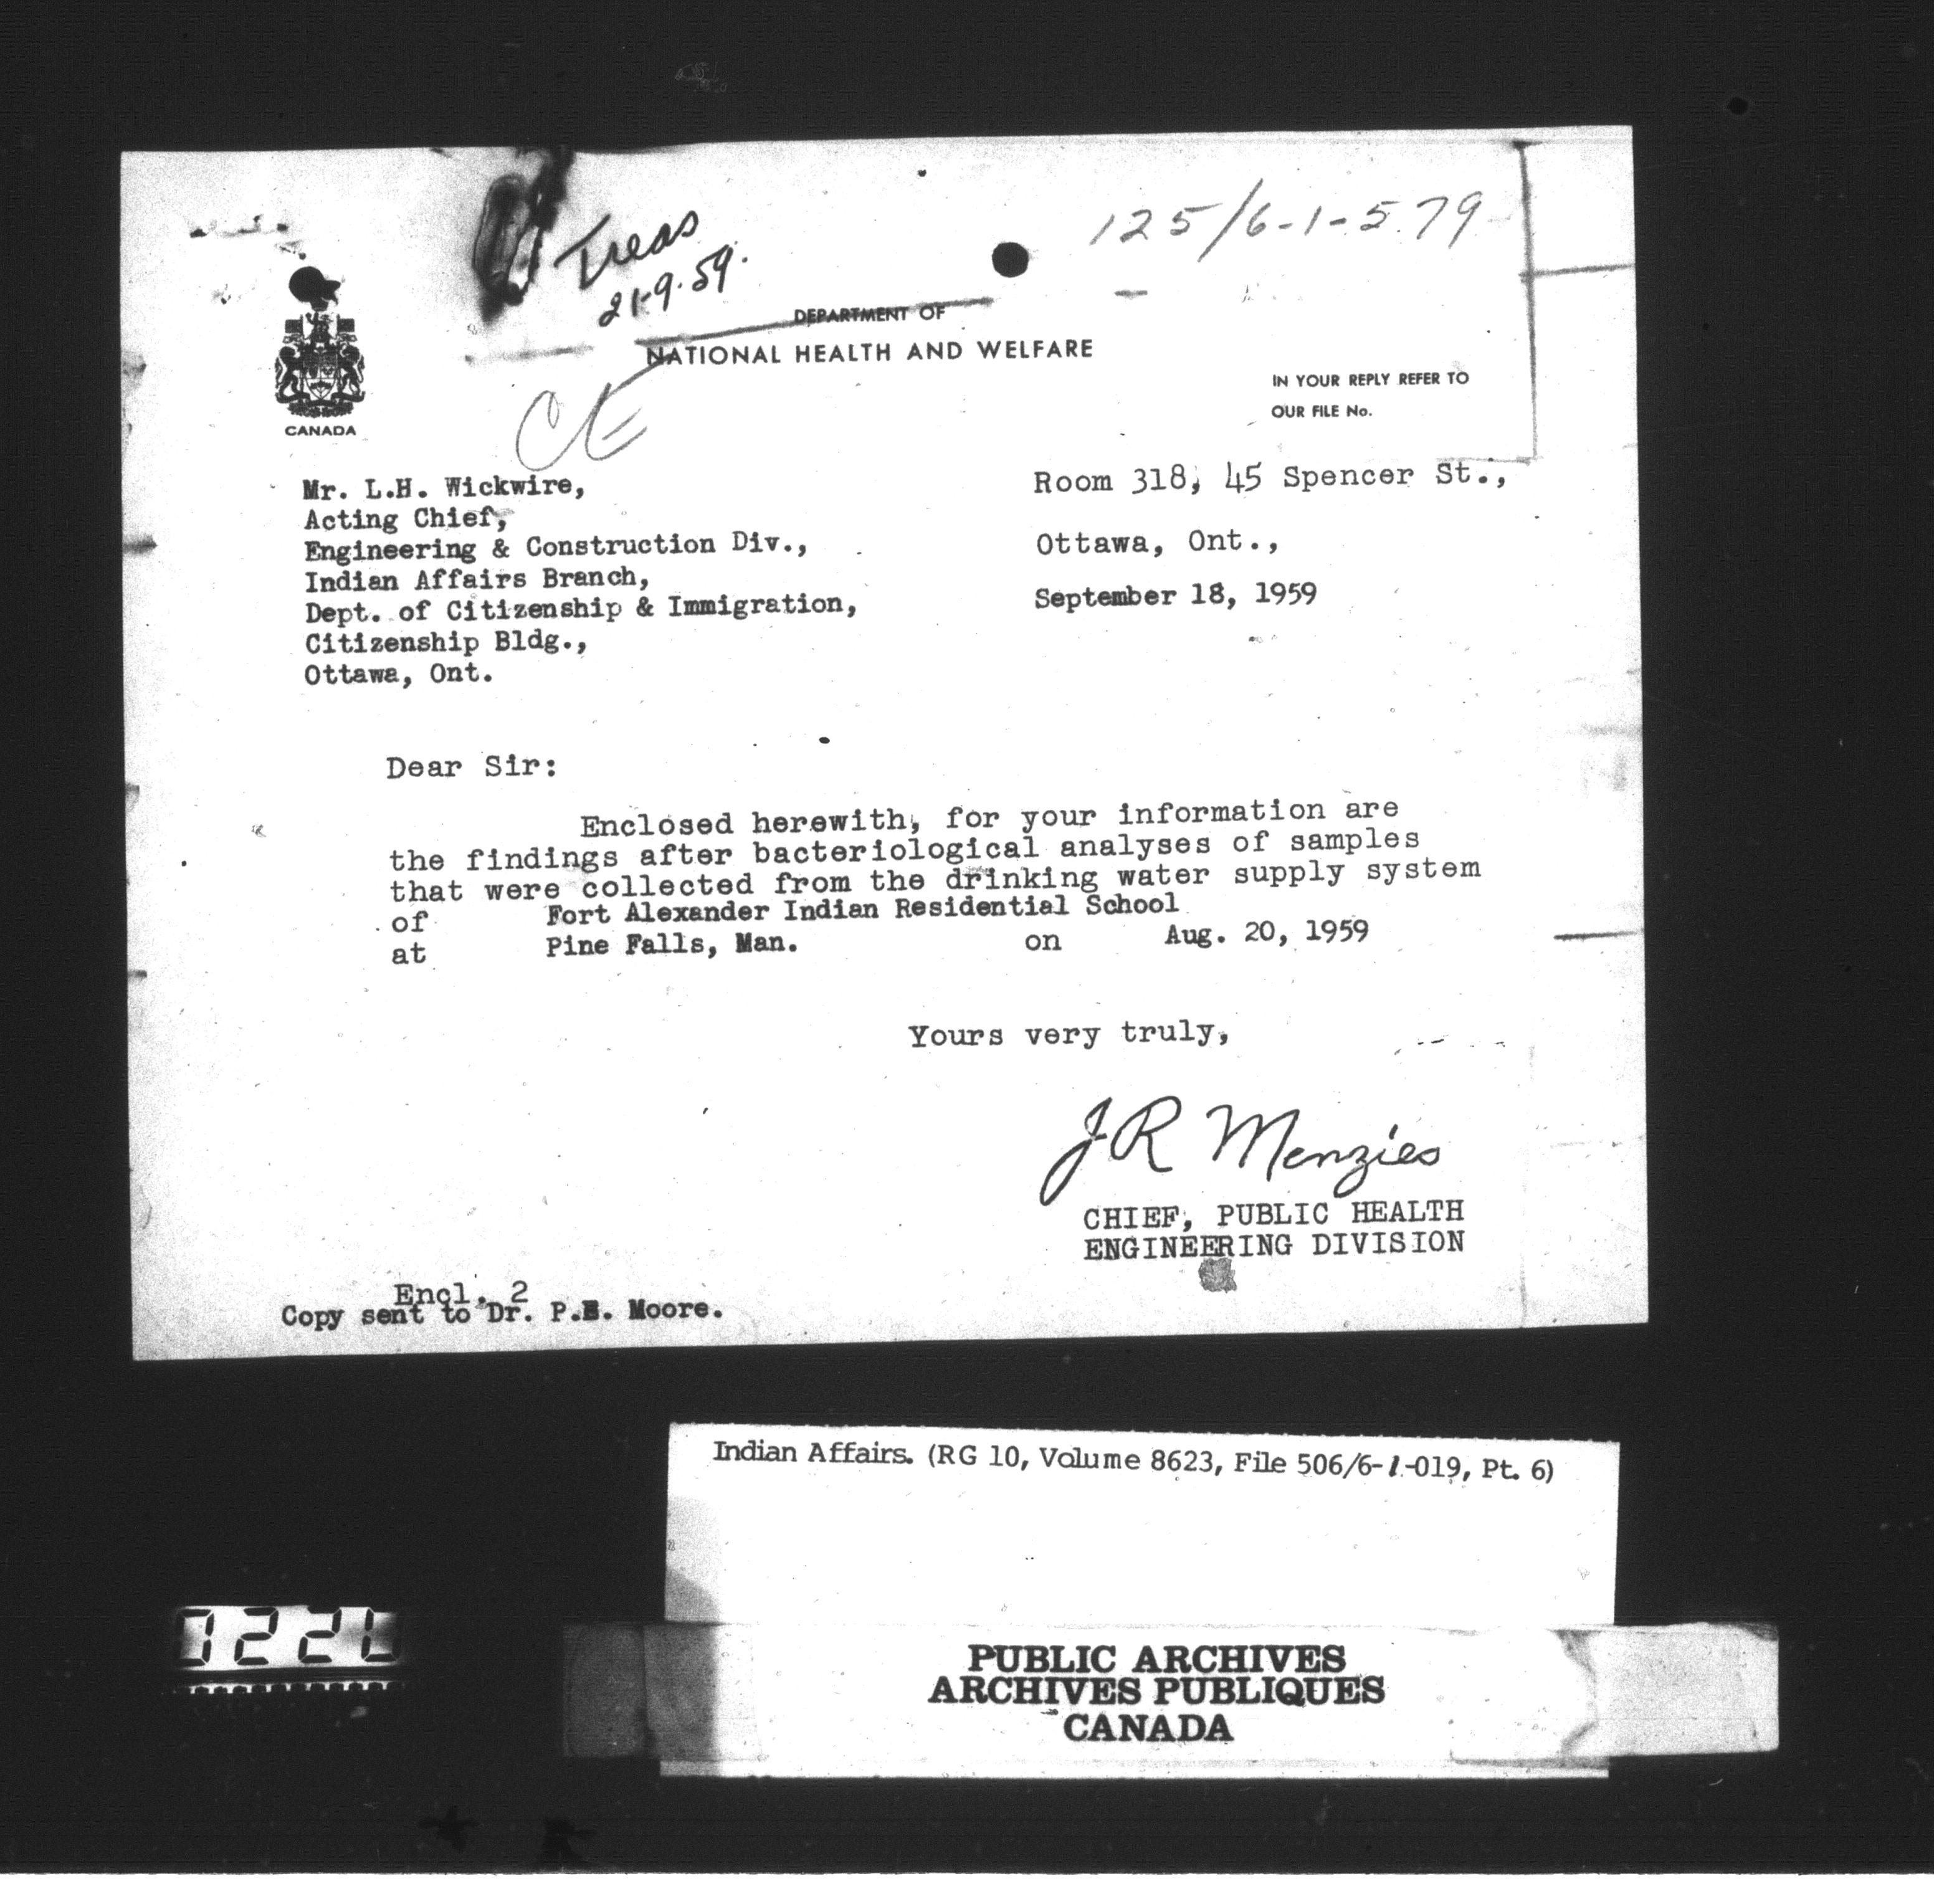 Treas
21-9-59.
125/6-1-5.79
DEPARTMENT OF
NATIONAL HEALTH AND WELFARE
IN YOUR REPLY REFER TO
OUR FILE No.
CANADA
CE
Mr. L.H. Wickwire,
Acting Chief,
Engineering & Construction Div.,
Indian Affairs Branch,
Dept. of Citizenship & Immigration,
Citizenship Bldg.,
Ottawa, Ont.
Room 318, 45 Spencer St.,
Ottawa, Ont.,
September 18, 1959
Dear Sir:
Enclosed herewith, for your information are
the findings after bacteriological analyses of samples
that were collected from the drinking water supply system
of Fort Alexander Indian Residential School
at Pine Falls, Man. on Aug. 20, 1959
Yours very truly,
JR Menzies
CHIEF, PUBLIC HEALTH
ENGINEERING DIVISION
Encl. 2
Copy sent to Dr. P.E. Moore.
Indian Affairs. (RG 10, Volume 8623, File 506/6-1-019, Pt. 6)
PUBLIC ARCHIVES
ARCHIVES PUBLIQUES
CANADA